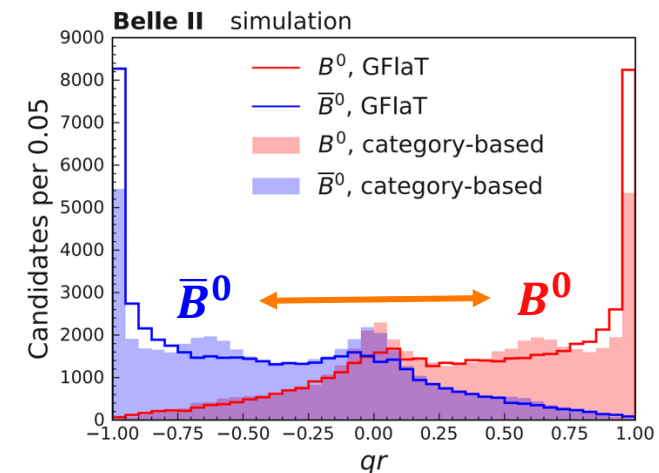 Belle II simulation
9000
8000
7000
6000
5000
4000
3000
2000
1000
0
Candidates per 0.05
B⁰, GFlaT
B̅⁰, GFlaT
B⁰, category-based
B̅⁰, category-based
B̅⁰ B⁰
−1.00 −0.75 −0.50 −0.25 0.00 0.25 0.50 0.75 1.00
qr